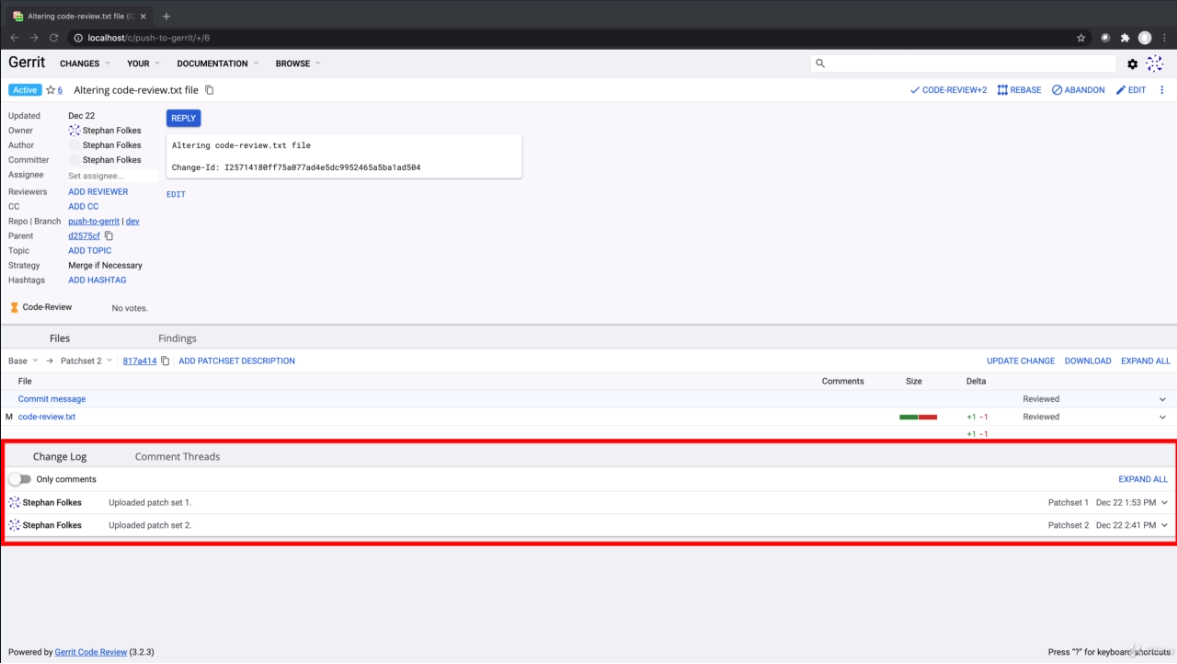 Altering code-review.txt file (
localhost/c/push-to-gerrit/+/6
Gerrit CHANGES YOUR DOCUMENTATION BROWSE
Active 6 Altering code-review.txt file CODE-REVIEW+2 REBASE ABANDON EDIT
Updated Dec 22 REPLY
Owner Stephan Folkes
Author Stephan Folkes Altering code-review.txt file
Committer Stephan Folkes
Assignee Set assignee... Change-Id: I25714180ff75a077ad4e5dc9952465a5ba1ad504
Reviewers ADD REVIEWER EDIT
CC ADD CC
Repo | Branch push-to-gerrit | dev
Parent d2575cf
Topic ADD TOPIC
Strategy Merge if Necessary
Hashtags ADD HASHTAG
Code-Review No votes.
Files Findings
Base → Patchset 2 817a414 ADD PATCHSET DESCRIPTION UPDATE CHANGE DOWNLOAD EXPAND ALL
File Comments Size Delta
Commit message Reviewed
M code-review.txt +1 −1 Reviewed
+1 −1
Change Log Comment Threads
Only comments EXPAND ALL
Stephan Folkes Uploaded patch set 1. Patchset 1 Dec 22 1:53 PM
Stephan Folkes Uploaded patch set 2. Patchset 2 Dec 22 2:41 PM
Powered by Gerrit Code Review (3.2.3) Press "?" for keyboard shortcuts